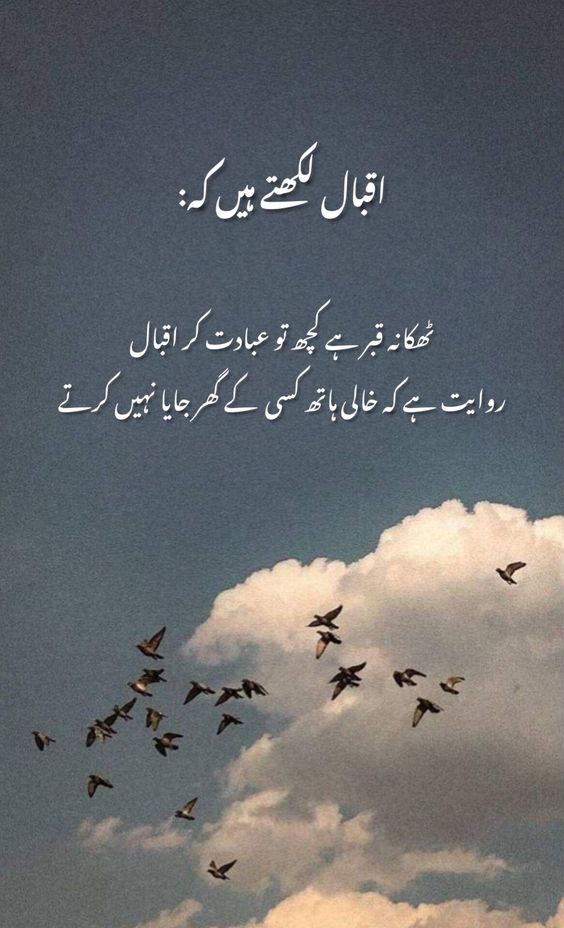 اقبال لکھتے ہیں کہ:
ٹھکانہ قبر ہے کچھ تو عبادت کر اقبال
روایت ہے کہ خالی ہاتھ کسی کے گھر جایا نہیں کرتے